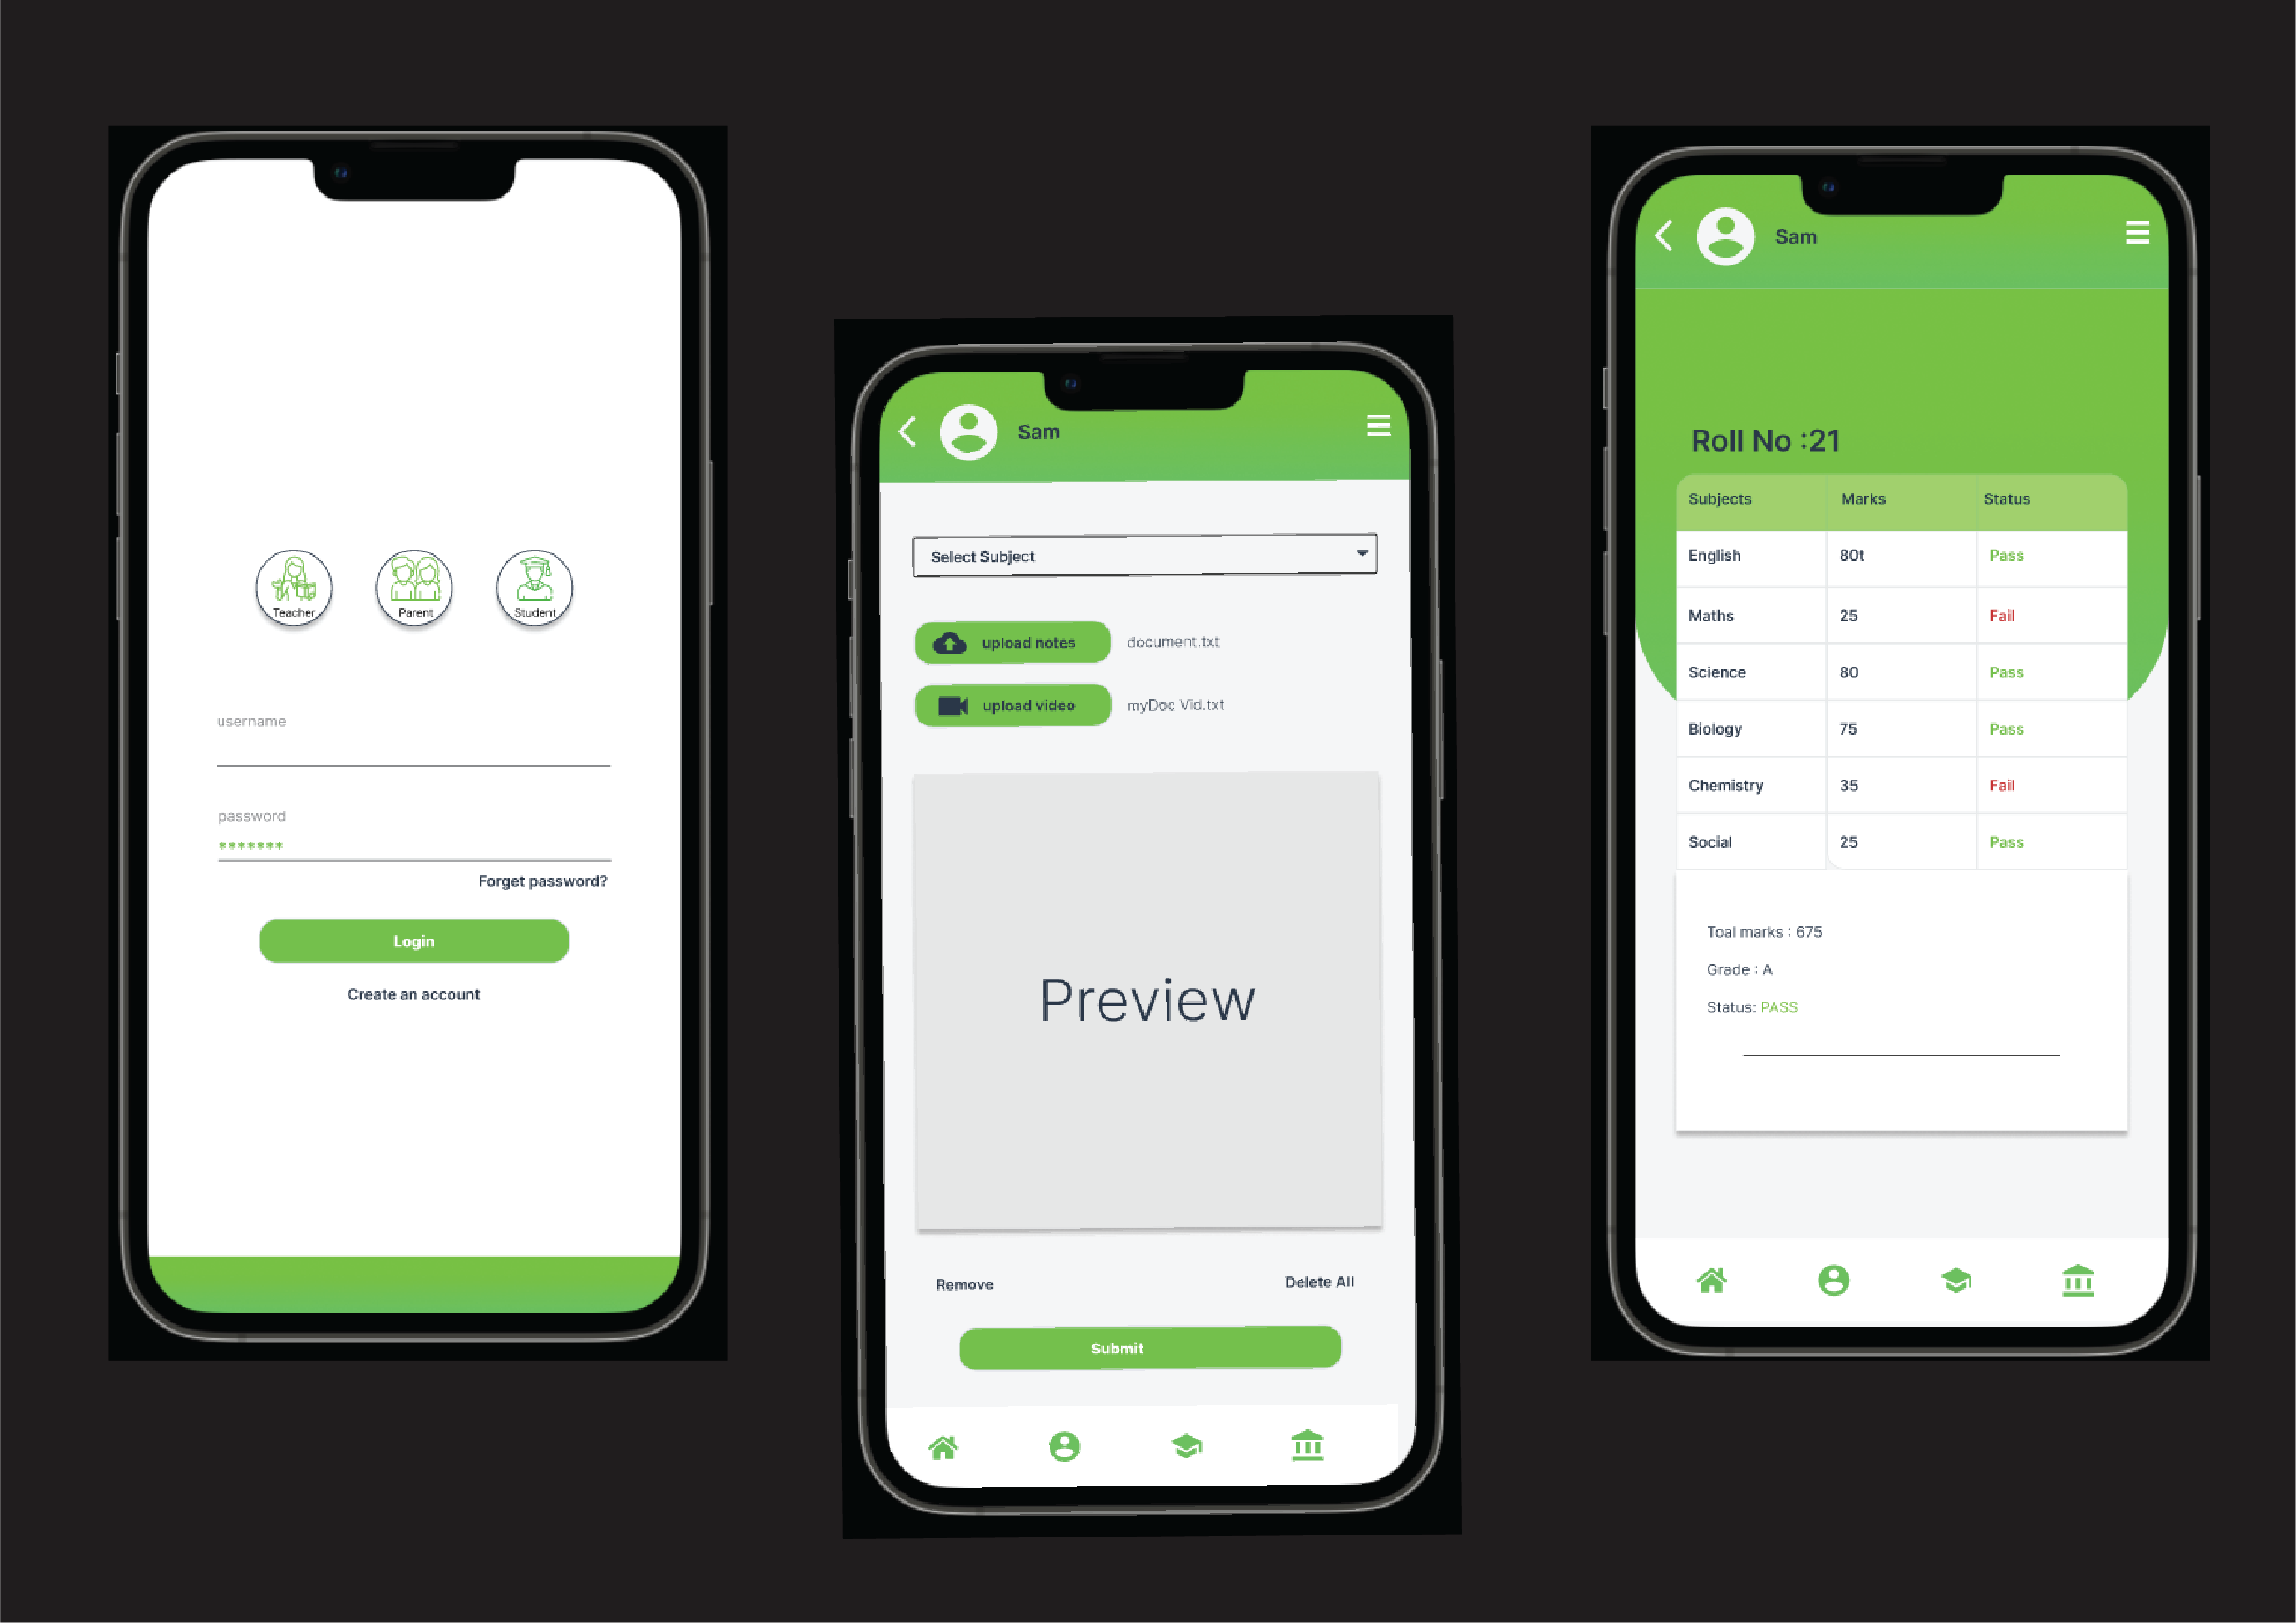 Teacher Parent Student
username
password
*******
Forget password?
Login
Create an account
Sam
Select Subject
upload notes document.txt
upload video myDoc Vid.txt
Preview
Remove Delete All
Submit
Sam
Roll No :21
Subjects Marks Status
English 80t Pass
Maths 25 Fail
Science 80 Pass
Biology 75 Pass
Chemistry 35 Fail
Social 25 Pass
Toal marks : 675
Grade : A
Status: PASS